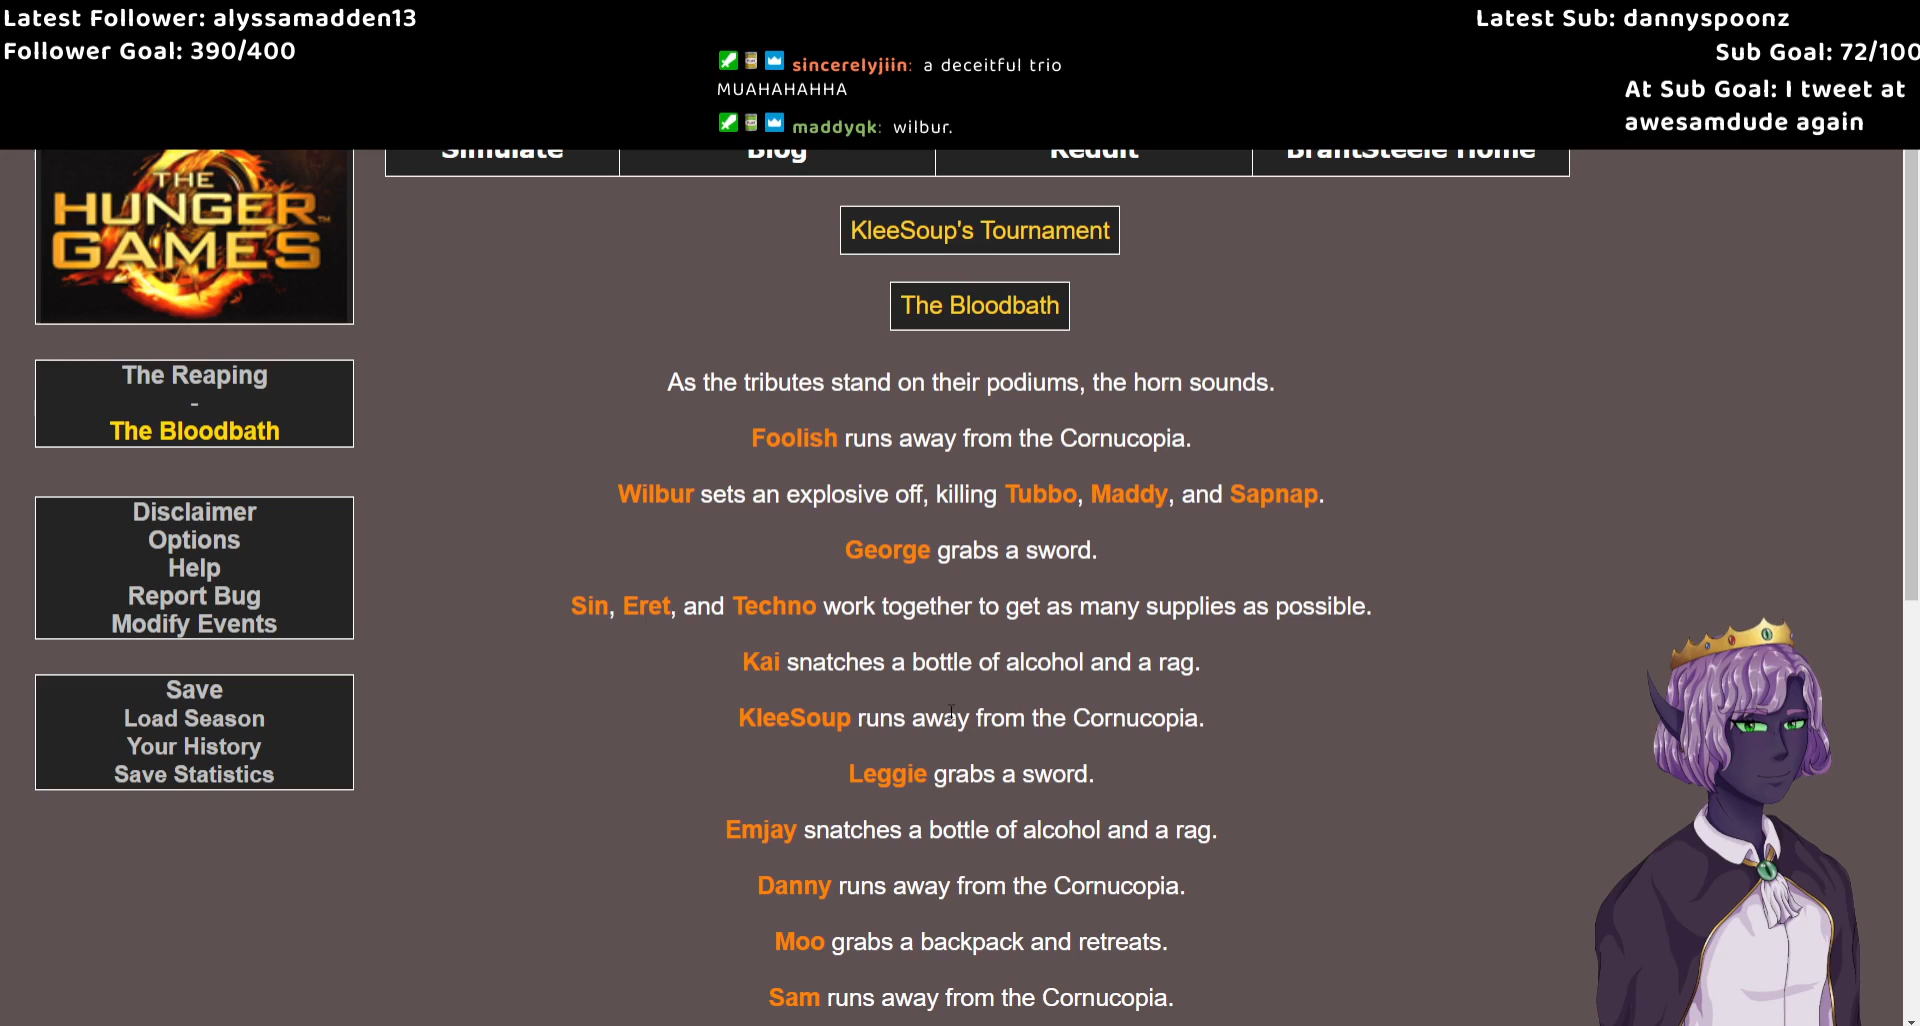 Latest Follower: alyssamadden13
Follower Goal: 390/400
sincerelyjiin: a deceitful trio
MUAHAHAHHA
maddyqk: wilbur.
Latest Sub: dannyspoonz
Sub Goal: 72/100
At Sub Goal: I tweet at
awesamdude again
Simulate
Blog
Reddit
BrantSteele Home
THE
HUNGER
GAMES
The Reaping
-
The Bloodbath
Disclaimer
Options
Help
Report Bug
Modify Events
Save
Load Season
Your History
Save Statistics
KleeSoup's Tournament
The Bloodbath
As the tributes stand on their podiums, the horn sounds.
Foolish runs away from the Cornucopia.
Wilbur sets an explosive off, killing Tubbo, Maddy, and Sapnap.
George grabs a sword.
Sin, Eret, and Techno work together to get as many supplies as possible.
Kai snatches a bottle of alcohol and a rag.
KleeSoup runs away from the Cornucopia.
Leggie grabs a sword.
Emjay snatches a bottle of alcohol and a rag.
Danny runs away from the Cornucopia.
Moo grabs a backpack and retreats.
Sam runs away from the Cornucopia.